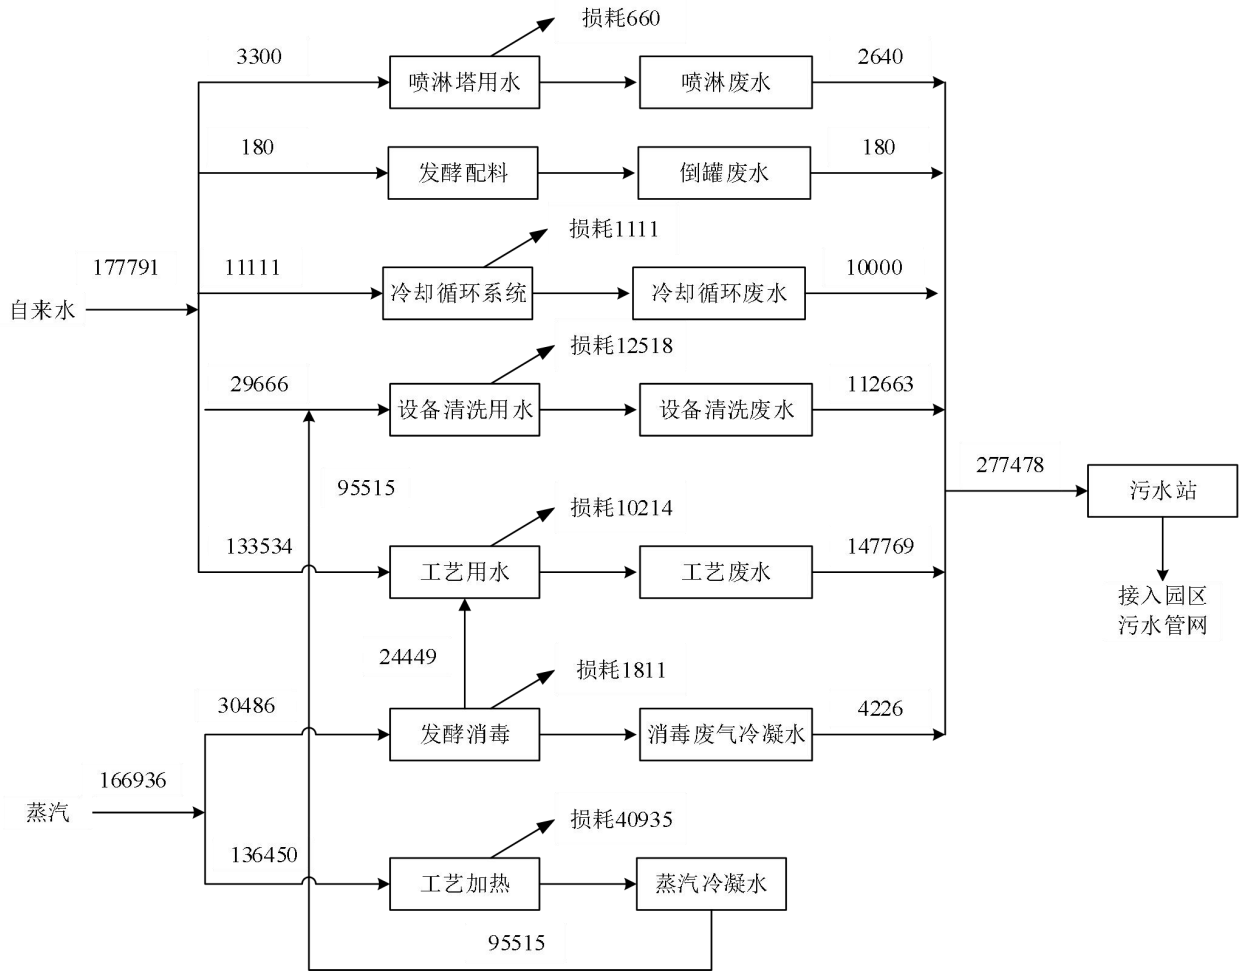 损耗660
3300
2640
喷淋塔用水
喷淋废水
180
180
发酵配料
倒罐废水
损耗1111
177791
11111
10000
自来水
冷却循环系统
冷却循环废水
损耗12518
29666
112663
设备清洗用水
设备清洗废水
277478
95515
污水站
损耗10214
133534
147769
工艺用水
工艺废水
接入园区
污水管网
24449
损耗1811
30486
4226
发酵消毒
消毒废气冷凝水
166936
蒸汽
损耗40935
136450
工艺加热
蒸汽冷凝水
95515